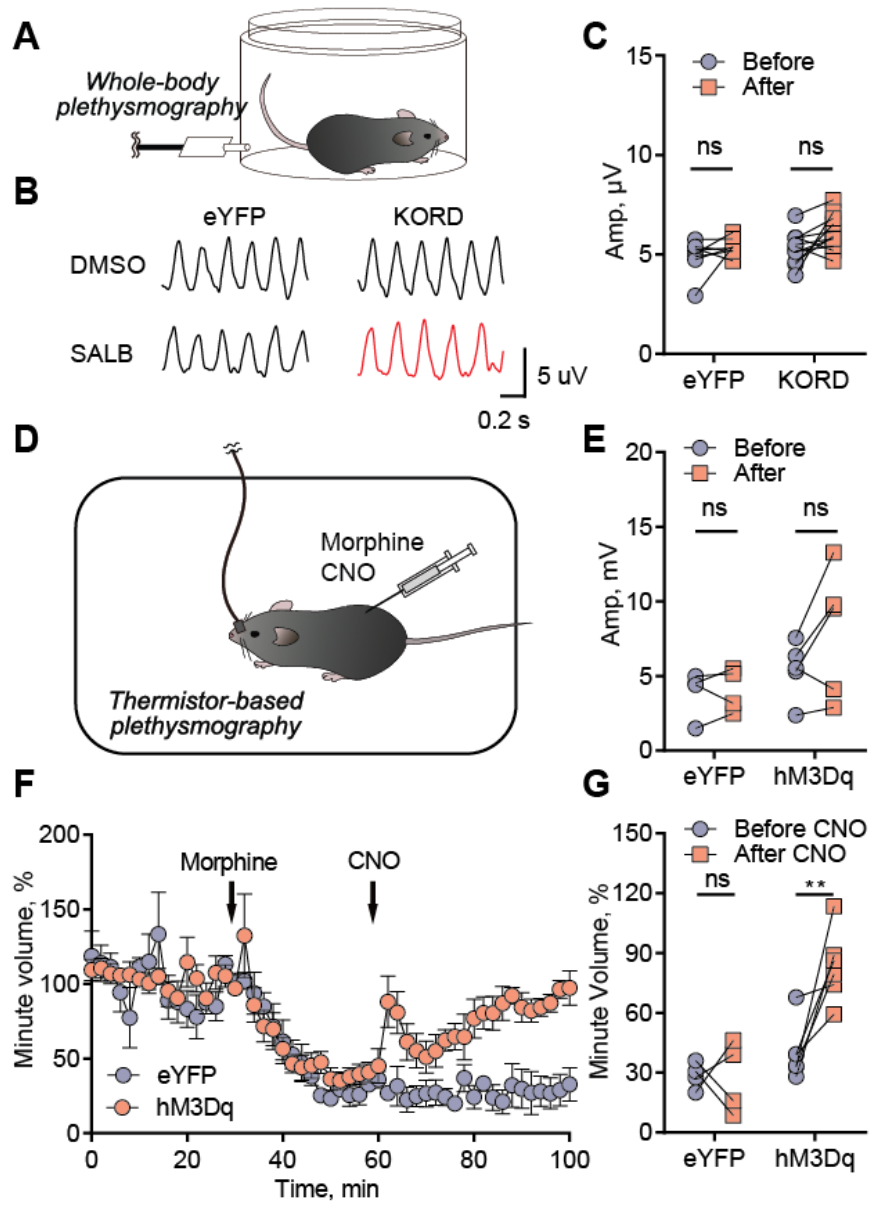 A
Whole-body
plethysmography
B
eYFP
KORD
DMSO
SALB
5 uV
0.2 s
C
Before
After
15
10
5
0
Amp, µV
ns
ns
eYFP
KORD
D
Morphine
CNO
Thermistor-based
plethysmography
E
Before
After
20
15
10
5
0
Amp, mV
ns
ns
eYFP
hM3Dq
F
200
150
100
50
0
Minute volume, %
Morphine
CNO
eYFP
hM3Dq
0
20
40
60
80
100
Time, min
G
Before CNO
After CNO
150
120
90
60
30
0
Minute Volume, %
ns
**
eYFP
hM3Dq